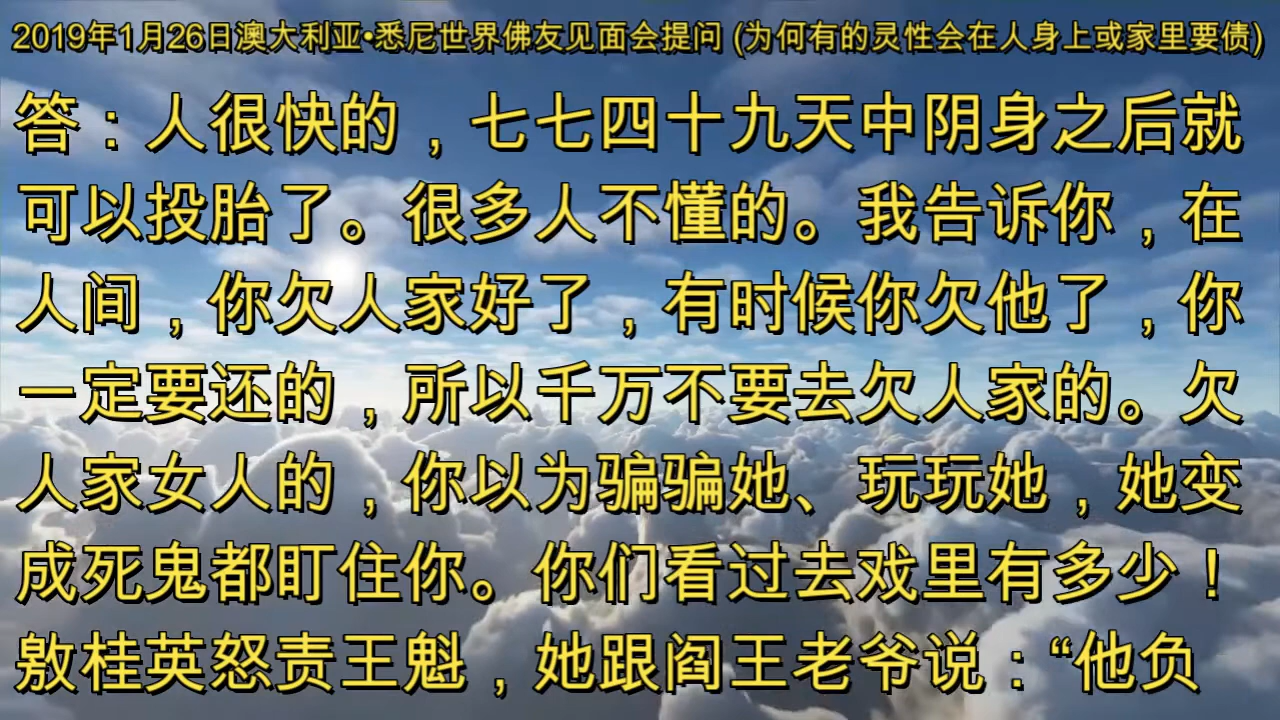 2019年1月26日澳大利亚•悉尼世界佛友见面会提问 (为何有的灵性会在人身上或家里要债)
答：人很快的，七七四十九天中阴身之后就
可以投胎了。很多人不懂的。我告诉你，在
人间，你欠人家好了，有时候你欠他了，你
一定要还的，所以千万不要去欠人家的。欠
人家女人的，你以为骗骗她、玩玩她，她变
成死鬼都盯住你。你们看过去戏里有多少！
敫桂英怒责王魁，她跟阎王老爷说：“他负